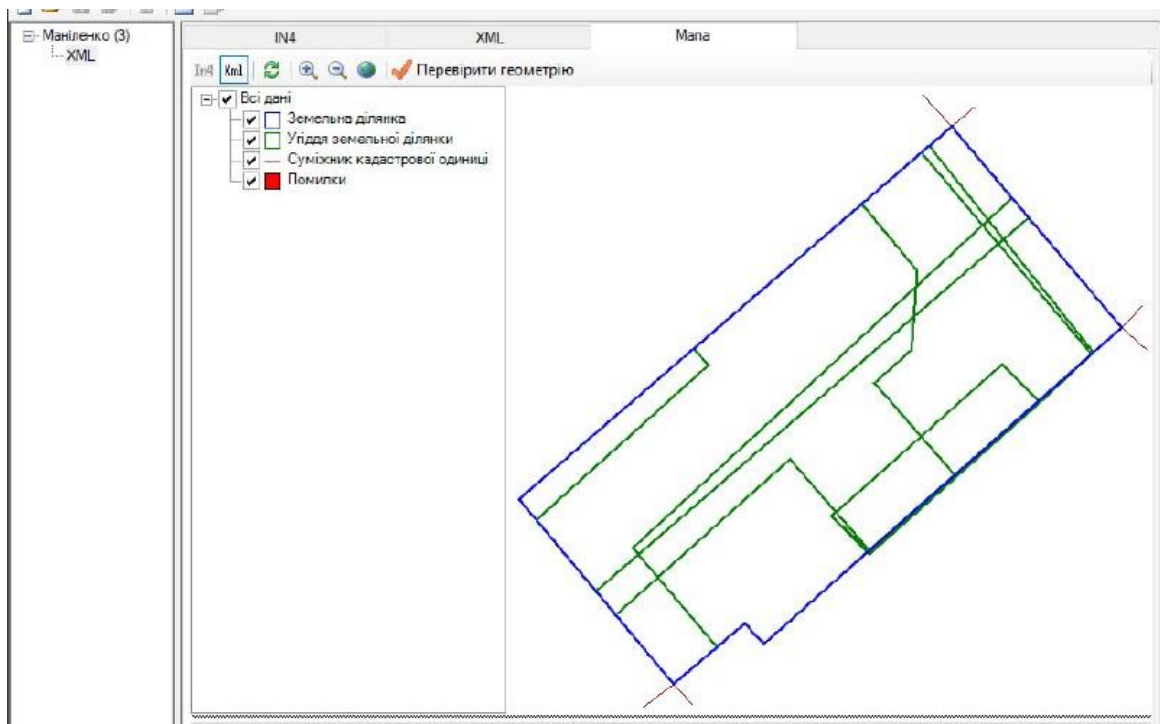 Маніленко (3)
XML
IN4
XML
Мапа
In4
Xml
Перевірити геометрію
Всі дані
Земельна ділянка
Угіддя земельної ділянки
Суміжник кадастрової одиниці
Помилки